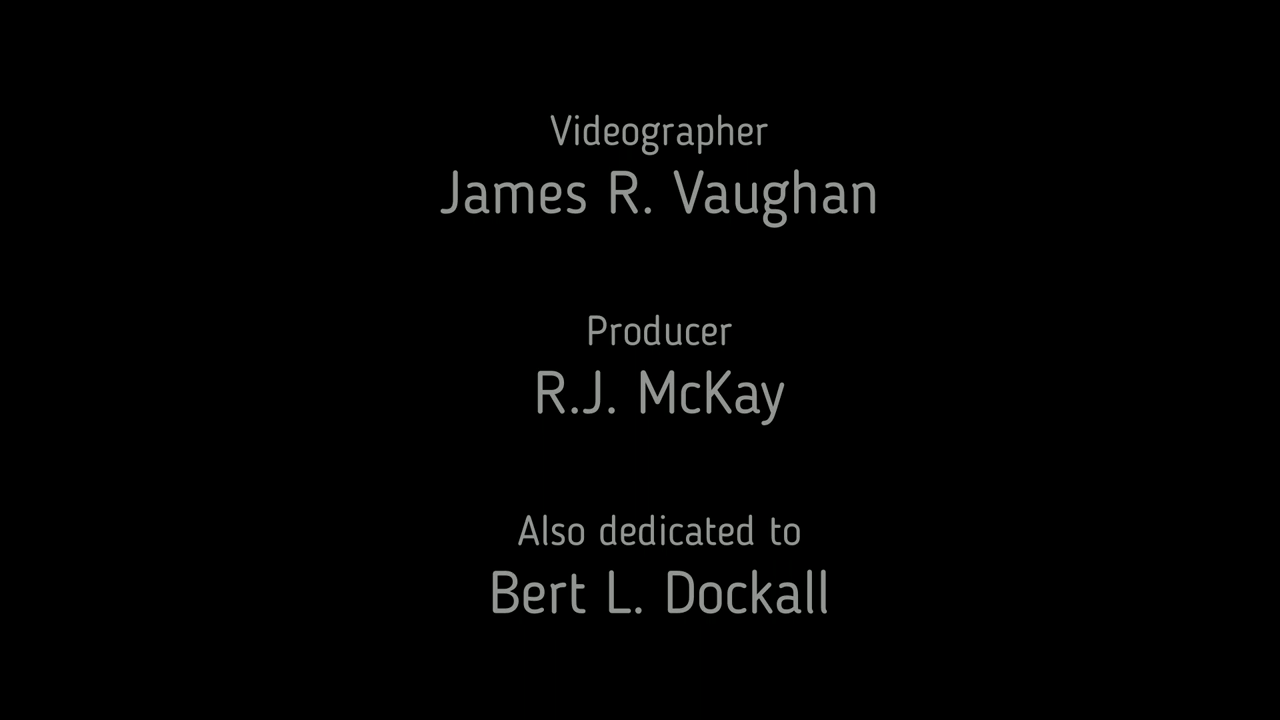 Videographer
James R. Vaughan
Producer
R.J. McKay
Also dedicated to
Bert L. Dockall